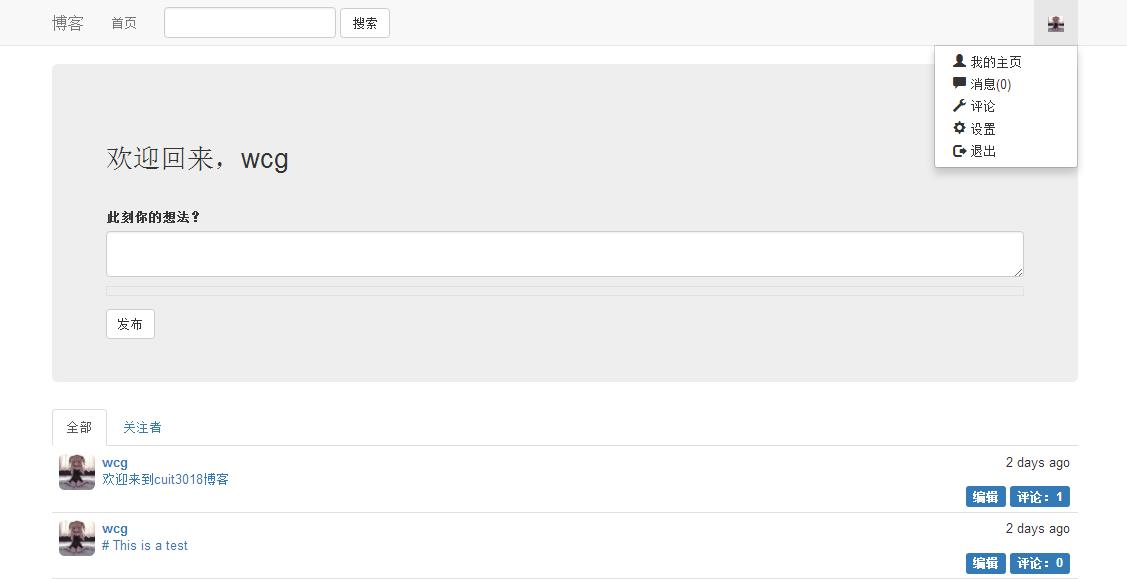 博客 首页 搜索
我的主页
消息(0)
评论
设置
退出
欢迎回来，wcg
此刻你的想法？
发布
全部 关注者
wcg 2 days ago
欢迎来到cuit3018博客
编辑 评论：1
wcg 2 days ago
# This is a test
编辑 评论：0